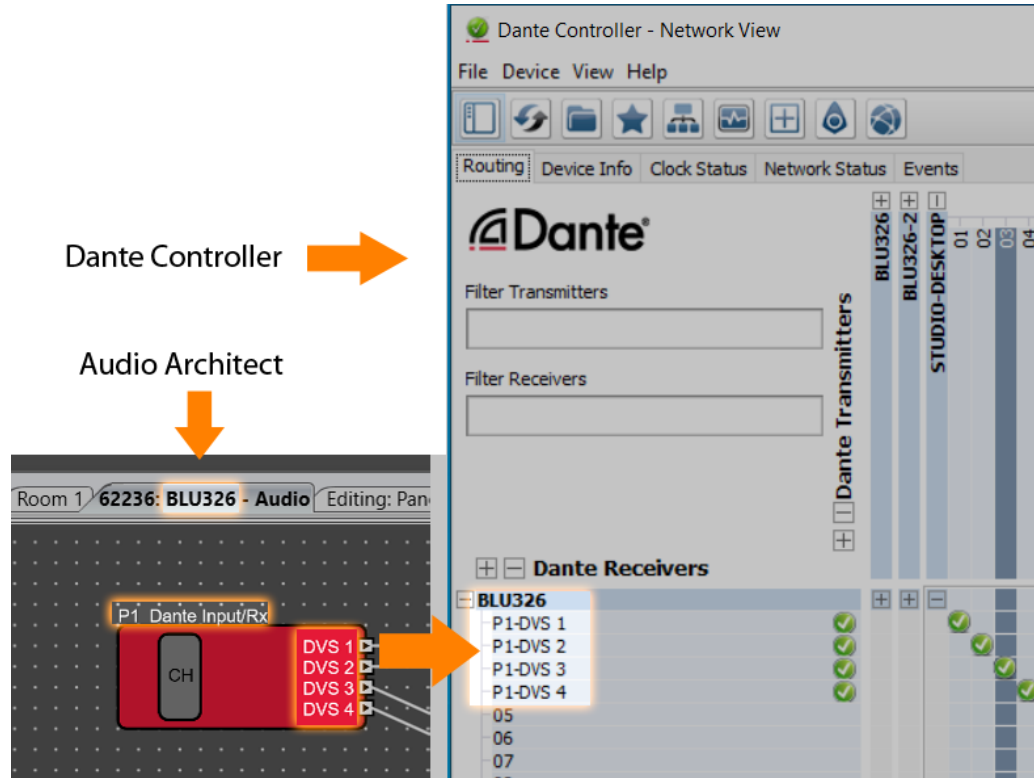 Dante Controller - Network View
File Device View Help
Routing Device Info Clock Status Network Status Events
Dante®
Filter Transmitters
Filter Receivers
Dante Transmitters
BLU326
BLU326-2
STUDIO-DESKTOP
01
02
03
04
Dante Controller
Audio Architect
Room 1 62236: BLU326 - Audio Editing: Pan
P1 Dante Input/Rx
CH
DVS 1
DVS 2
DVS 3
DVS 4
Dante Receivers
BLU326
P1-DVS 1
P1-DVS 2
P1-DVS 3
P1-DVS 4
05
06
07